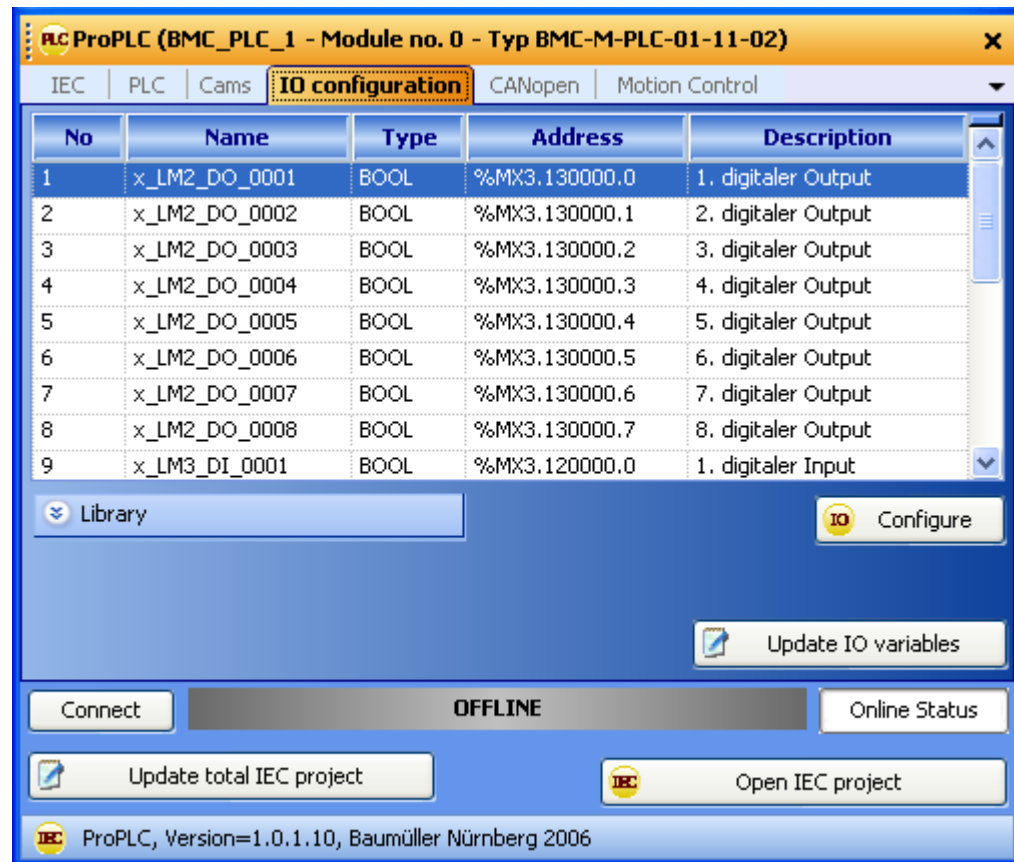 PLC ProPLC (BMC_PLC_1 - Module no. 0 - Typ BMC-M-PLC-01-11-02)
IEC PLC Cams IO configuration CANopen Motion Control
No Name Type Address Description
1 x_LM2_DO_0001 BOOL %MX3.130000.0 1. digitaler Output
2 x_LM2_DO_0002 BOOL %MX3.130000.1 2. digitaler Output
3 x_LM2_DO_0003 BOOL %MX3.130000.2 3. digitaler Output
4 x_LM2_DO_0004 BOOL %MX3.130000.3 4. digitaler Output
5 x_LM2_DO_0005 BOOL %MX3.130000.4 5. digitaler Output
6 x_LM2_DO_0006 BOOL %MX3.130000.5 6. digitaler Output
7 x_LM2_DO_0007 BOOL %MX3.130000.6 7. digitaler Output
8 x_LM2_DO_0008 BOOL %MX3.130000.7 8. digitaler Output
9 x_LM3_DI_0001 BOOL %MX3.120000.0 1. digitaler Input
Library IO Configure
Update IO variables
Connect OFFLINE Online Status
Update total IEC project IEC Open IEC project
IEC ProPLC, Version=1.0.1.10, Baumüller Nürnberg 2006